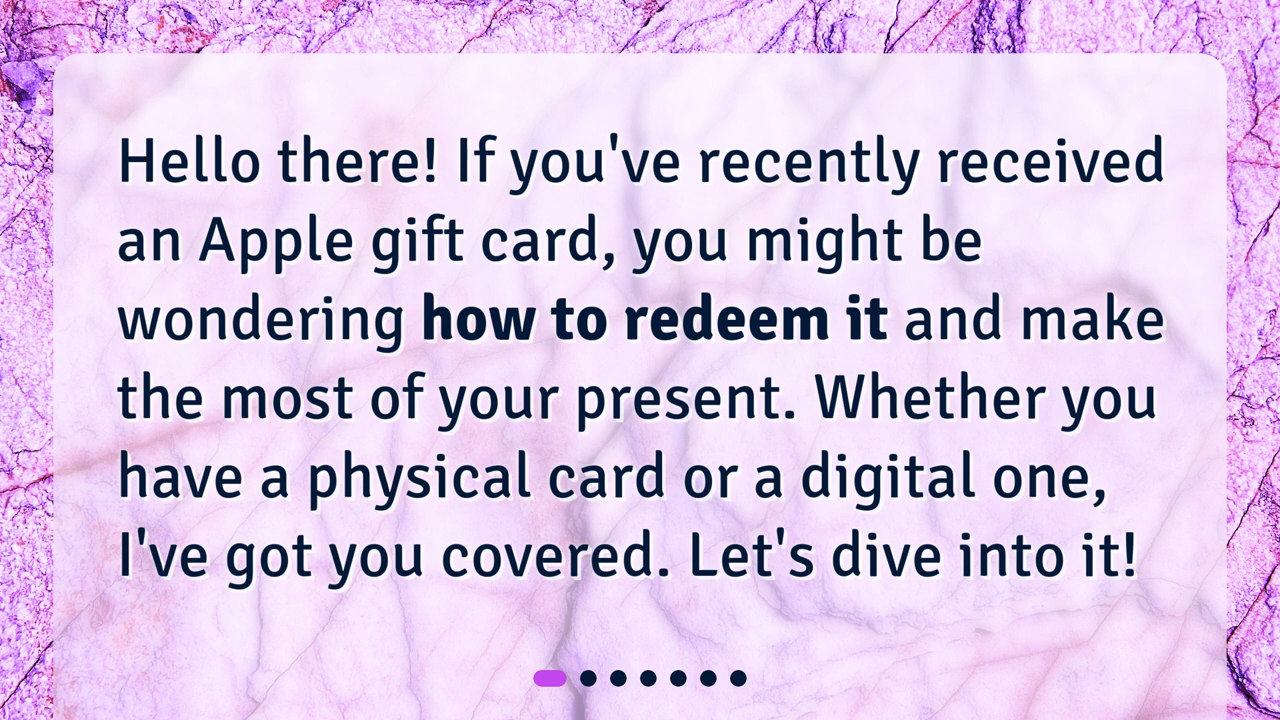 Hello there! If you've recently received
an Apple gift card, you might be
wondering how to redeem it and make
the most of your present. Whether you
have a physical card or a digital one,
I've got you covered. Let's dive into it!